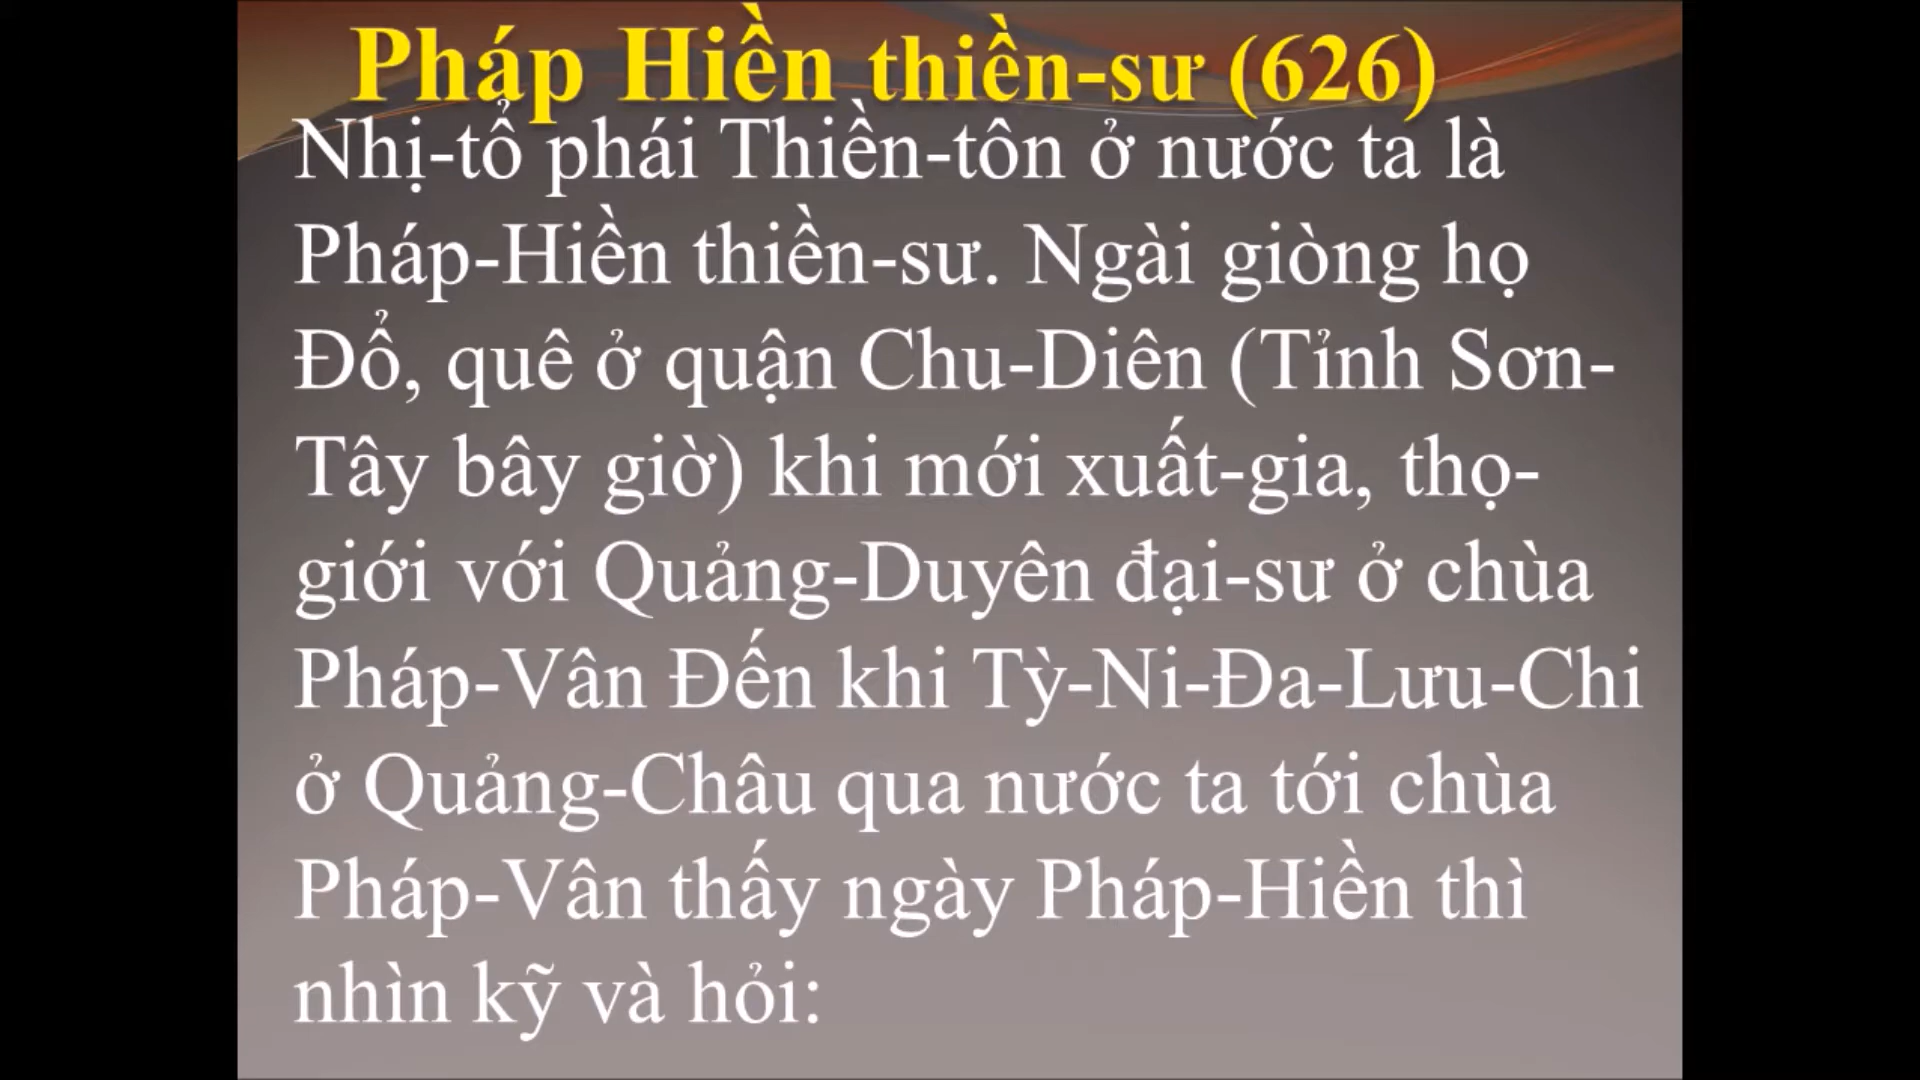 Pháp Hiền thiền-sư (626)
Nhị-tổ phái Thiền-tôn ở nước ta là
Pháp-Hiền thiền-sư. Ngài giòng họ
Đổ, quê ở quận Chu-Diên (Tỉnh Sơn-
Tây bây giờ) khi mới xuất-gia, thọ-
giới với Quảng-Duyên đại-sư ở chùa
Pháp-Vân Đến khi Tỳ-Ni-Đa-Lưu-Chi
ở Quảng-Châu qua nước ta tới chùa
Pháp-Vân thấy ngày Pháp-Hiền thì
nhìn kỹ và hỏi: